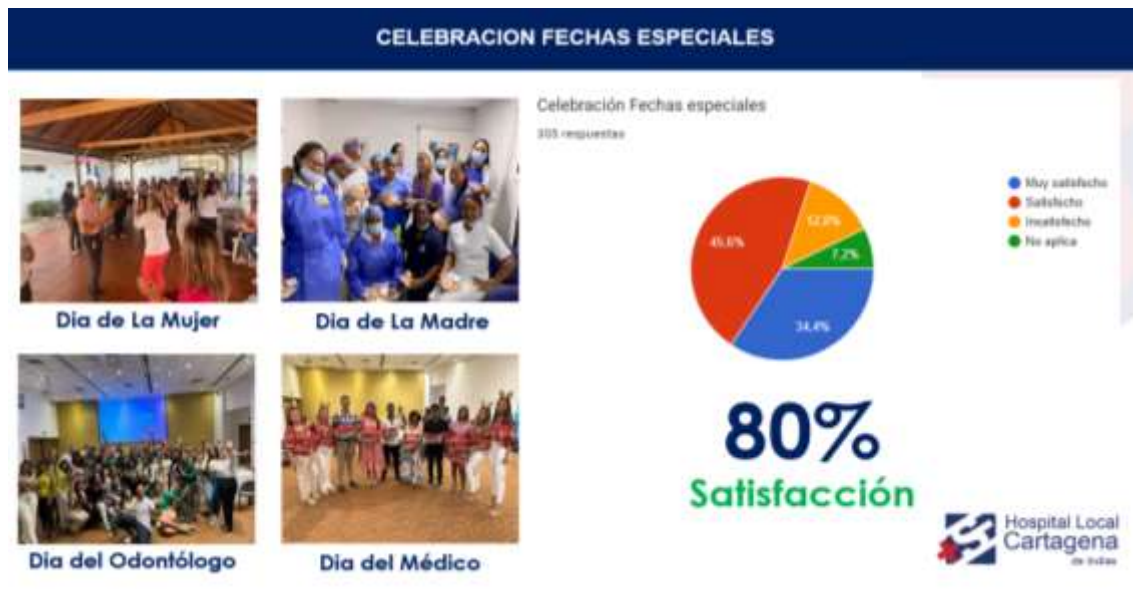 CELEBRACION FECHAS ESPECIALES
Dia de La Mujer
Dia de La Madre
Dia del Odontólogo
Dia del Médico
Celebración Fechas especiales
305 respuestas
45,6%
7,2%
34,4%
Muy satisfecho
Satisfecho
Insatisfecho
No aplica
80%
Satisfacción
Hospital Local
Cartagena
de Indias